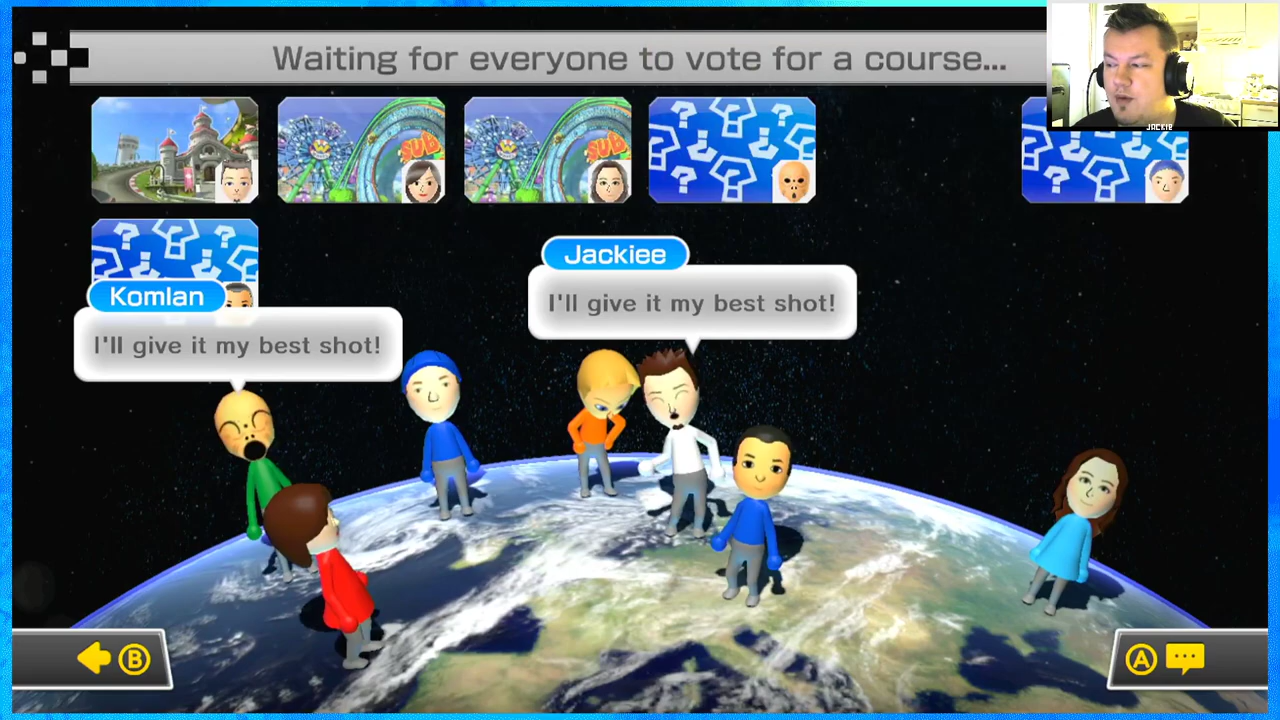 Waiting for everyone to vote for a course...
JACKIE
SUB
SUB
? ? ? ? ? ?
? ? ? ? ? ?
? ? ? ?
Jackiee
I'll give it my best shot!
Komlan
I'll give it my best shot!
B
A